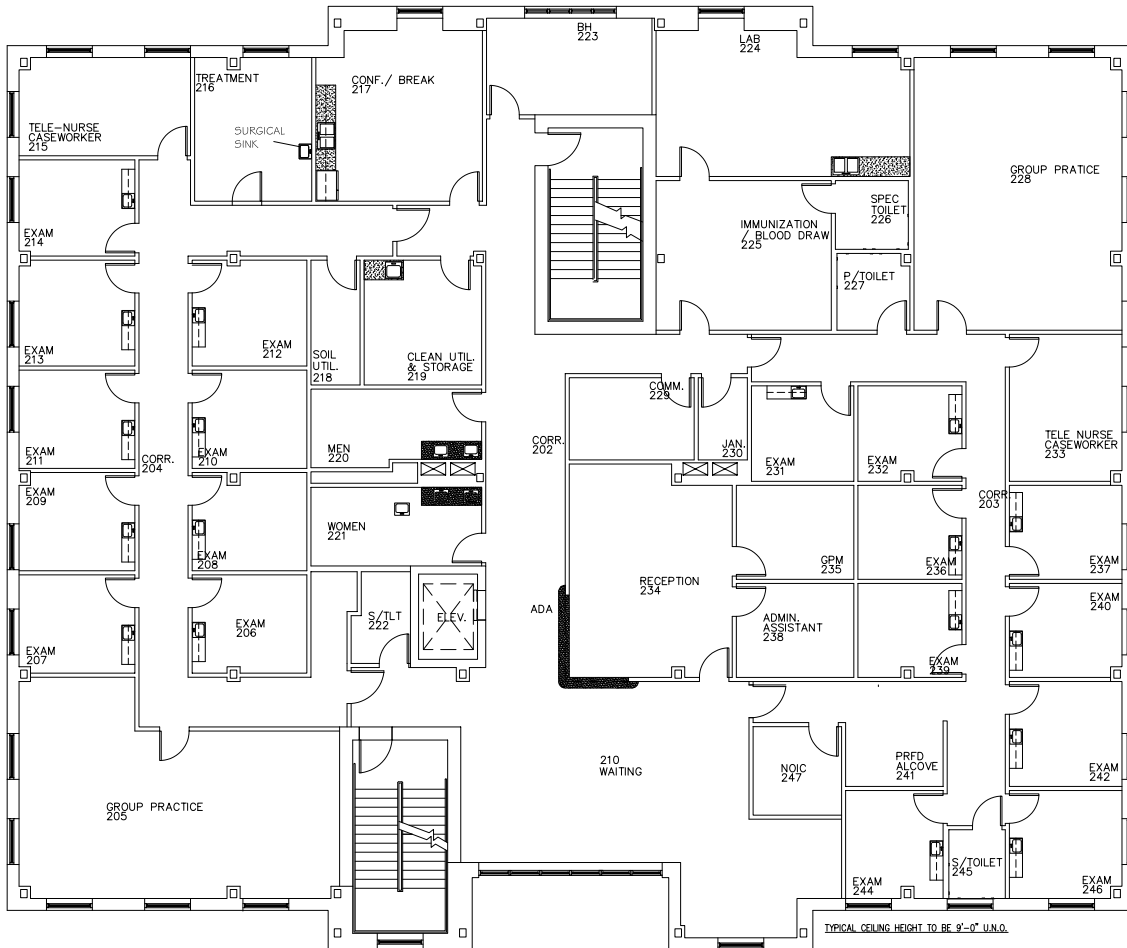 BH
223
LAB
224
TREATMENT
216
CONF./ BREAK
217
TELE-NURSE
CASEWORKER
215
SURGICAL
SINK
GROUP PRATICE
228
EXAM
214
SPEC
TOILET
226
IMMUNIZATION
/ BLOOD DRAW
225
P/TOILET
227
EXAM
213
EXAM
212
SOIL
UTIL.
218
CLEAN UTIL.
& STORAGE
219
COMM.
229
EXAM
211
CORR.
204
EXAM
210
MEN
220
CORR.
202
JAN.
230
EXAM
231
EXAM
232
TELE NURSE
CASEWORKER
233
EXAM
209
EXAM
208
WOMEN
221
CORR.
203
RECEPTION
234
GPM
235
EXAM
236
EXAM
237
EXAM
207
EXAM
206
S/TLT
222
ELEV.
ADA
ADMIN.
ASSISTANT
238
EXAM
239
EXAM
240
GROUP PRACTICE
205
210
WAITING
NOIC
247
PRFD
ALCOVE
241
EXAM
242
EXAM
244
S/TOILET
245
EXAM
246
TYPICAL CEILING HEIGHT TO BE 9'-0" U.N.O.